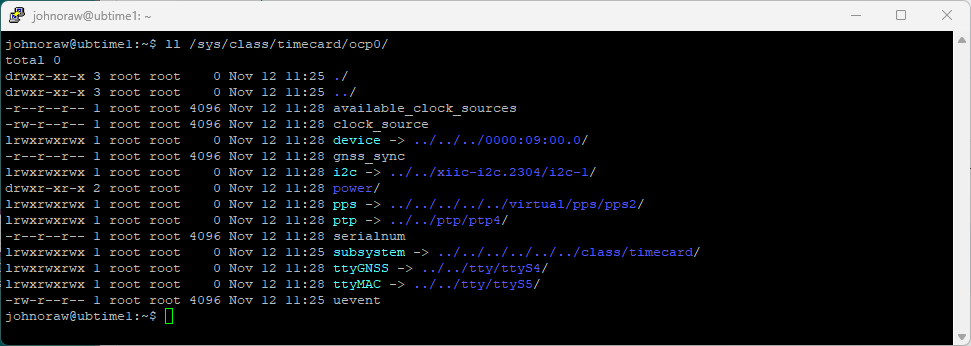 johnoraw@ubtime1: ~
johnoraw@ubtime1:~$ ll /sys/class/timecard/ocp0/
total 0
drwxr-xr-x 3 root root    0 Nov 12 11:25 ./
drwxr-xr-x 3 root root    0 Nov 12 11:25 ../
-r--r--r-- 1 root root 4096 Nov 12 11:28 available_clock_sources
-rw-r--r-- 1 root root 4096 Nov 12 11:28 clock_source
lrwxrwxrwx 1 root root    0 Nov 12 11:28 device -> ../../../0000:09:00.0/
-r--r--r-- 1 root root 4096 Nov 12 11:28 gnss_sync
lrwxrwxrwx 1 root root    0 Nov 12 11:28 i2c -> ../../xiic-i2c.2304/i2c-1/
drwxr-xr-x 2 root root    0 Nov 12 11:28 power/
lrwxrwxrwx 1 root root    0 Nov 12 11:28 pps -> ../../../../../virtual/pps/pps2/
lrwxrwxrwx 1 root root    0 Nov 12 11:28 ptp -> ../../ptp/ptp4/
-r--r--r-- 1 root root 4096 Nov 12 11:28 serialnum
lrwxrwxrwx 1 root root    0 Nov 12 11:25 subsystem -> ../../../../../../class/timecard/
lrwxrwxrwx 1 root root    0 Nov 12 11:28 ttyGNSS -> ../../tty/ttyS4/
lrwxrwxrwx 1 root root    0 Nov 12 11:28 ttyMAC -> ../../tty/ttyS5/
-rw-r--r-- 1 root root 4096 Nov 12 11:25 uevent
johnoraw@ubtime1:~$